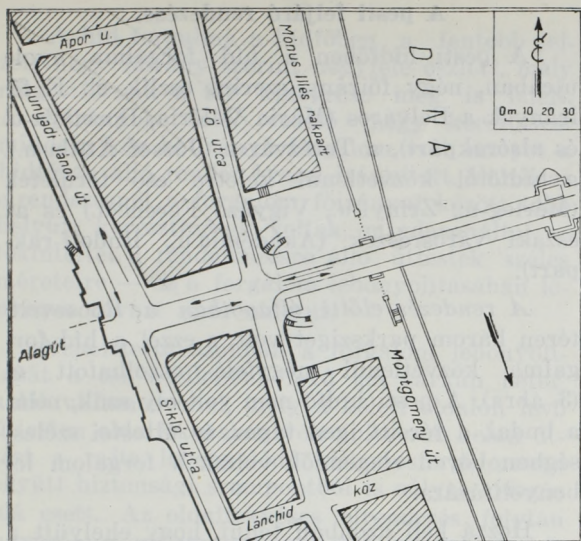 Apor u.
Hunyadi János út
Fő utca
Mónus Illés rakpart
DUNA
0m 10 20 30
Alagút
Sikló utca
Montgomery út
Lánchíd
köz